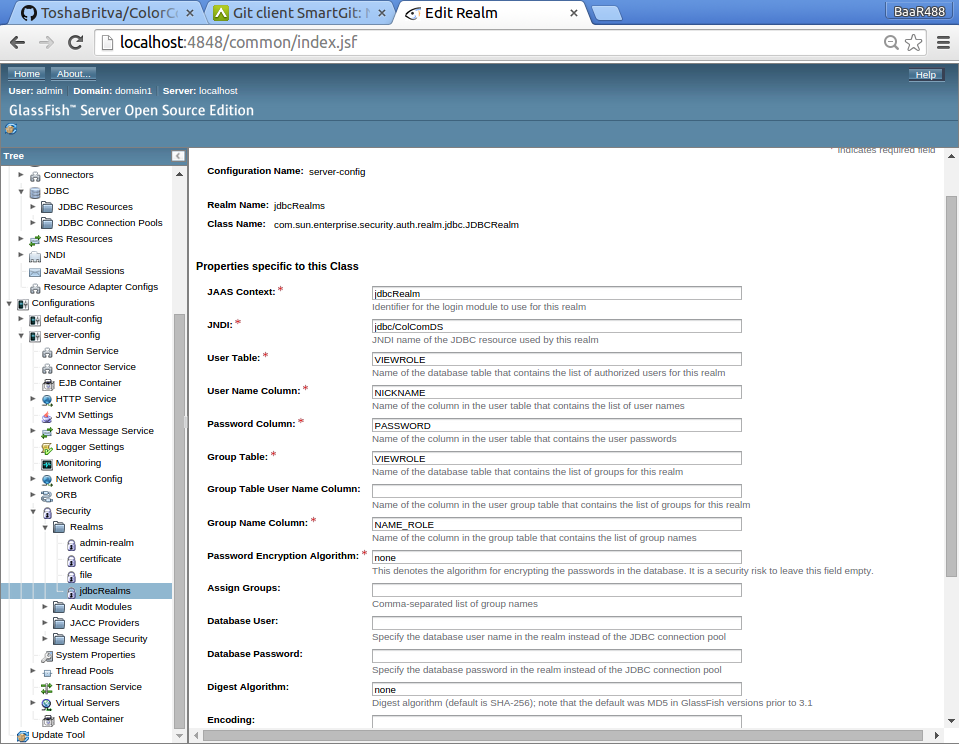 ToshaBritva/ColorCo
Git client SmartGit: M
Edit Realm
BaaR488
localhost:4848/common/index.jsf
Home
About...
Help
User: admin
Domain: domain1
Server: localhost
GlassFish™ Server Open Source Edition
Tree
Connectors
JDBC
JDBC Resources
JDBC Connection Pools
JMS Resources
JNDI
JavaMail Sessions
Resource Adapter Configs
Configurations
default-config
server-config
Admin Service
Connector Service
EJB Container
HTTP Service
JVM Settings
Java Message Service
Logger Settings
Monitoring
Network Config
ORB
Security
Realms
admin-realm
certificate
file
jdbcRealms
Audit Modules
JACC Providers
Message Security
System Properties
Thread Pools
Transaction Service
Virtual Servers
Web Container
Update Tool
* Indicates required field
Configuration Name: server-config
Realm Name: jdbcRealms
Class Name: com.sun.enterprise.security.auth.realm.jdbc.JDBCRealm
Properties specific to this Class
JAAS Context: * jdbcRealm
Identifier for the login module to use for this realm
JNDI: * jdbc/ColComDS
JNDI name of the JDBC resource used by this realm
User Table: * VIEWROLE
Name of the database table that contains the list of authorized users for this realm
User Name Column: * NICKNAME
Name of the column in the user table that contains the list of user names
Password Column: * PASSWORD
Name of the column in the user table that contains the user passwords
Group Table: * VIEWROLE
Name of the database table that contains the list of groups for this realm
Group Table User Name Column:
Name of the column in the user group table that contains the list of groups for this realm
Group Name Column: * NAME_ROLE
Name of the column in the group table that contains the list of group names
Password Encryption Algorithm: * none
This denotes the algorithm for encrypting the passwords in the database. It is a security risk to leave this field empty.
Assign Groups:
Comma-separated list of group names
Database User:
Specify the database user name in the realm instead of the JDBC connection pool
Database Password:
Specify the database password in the realm instead of the JDBC connection pool
Digest Algorithm: none
Digest algorithm (default is SHA-256); note that the default was MD5 in GlassFish versions prior to 3.1
Encoding: